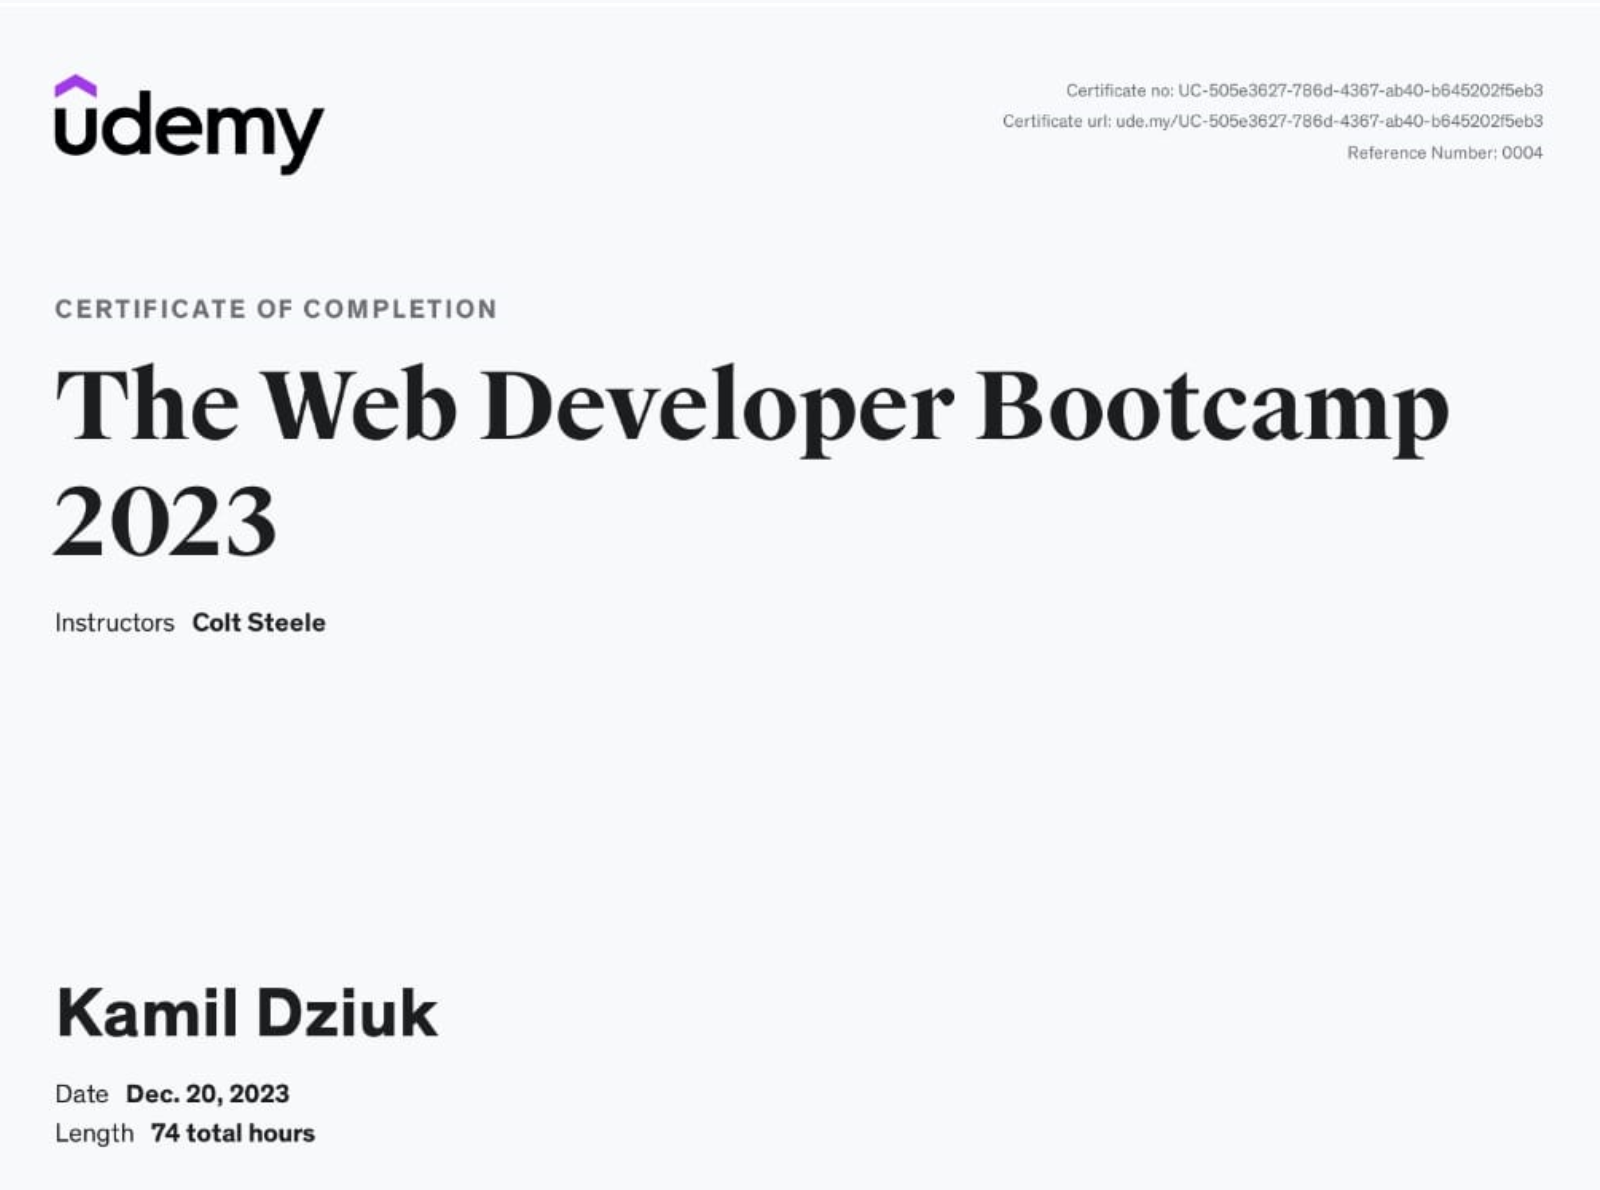 udemy
Certificate no: UC-505e3627-786d-4367-ab40-b645202f5eb3
Certificate url: ude.my/UC-505e3627-786d-4367-ab40-b645202f5eb3
Reference Number: 0004
CERTIFICATE OF COMPLETION
The Web Developer Bootcamp
2023
Instructors Colt Steele
Kamil Dziuk
Date Dec. 20, 2023
Length 74 total hours